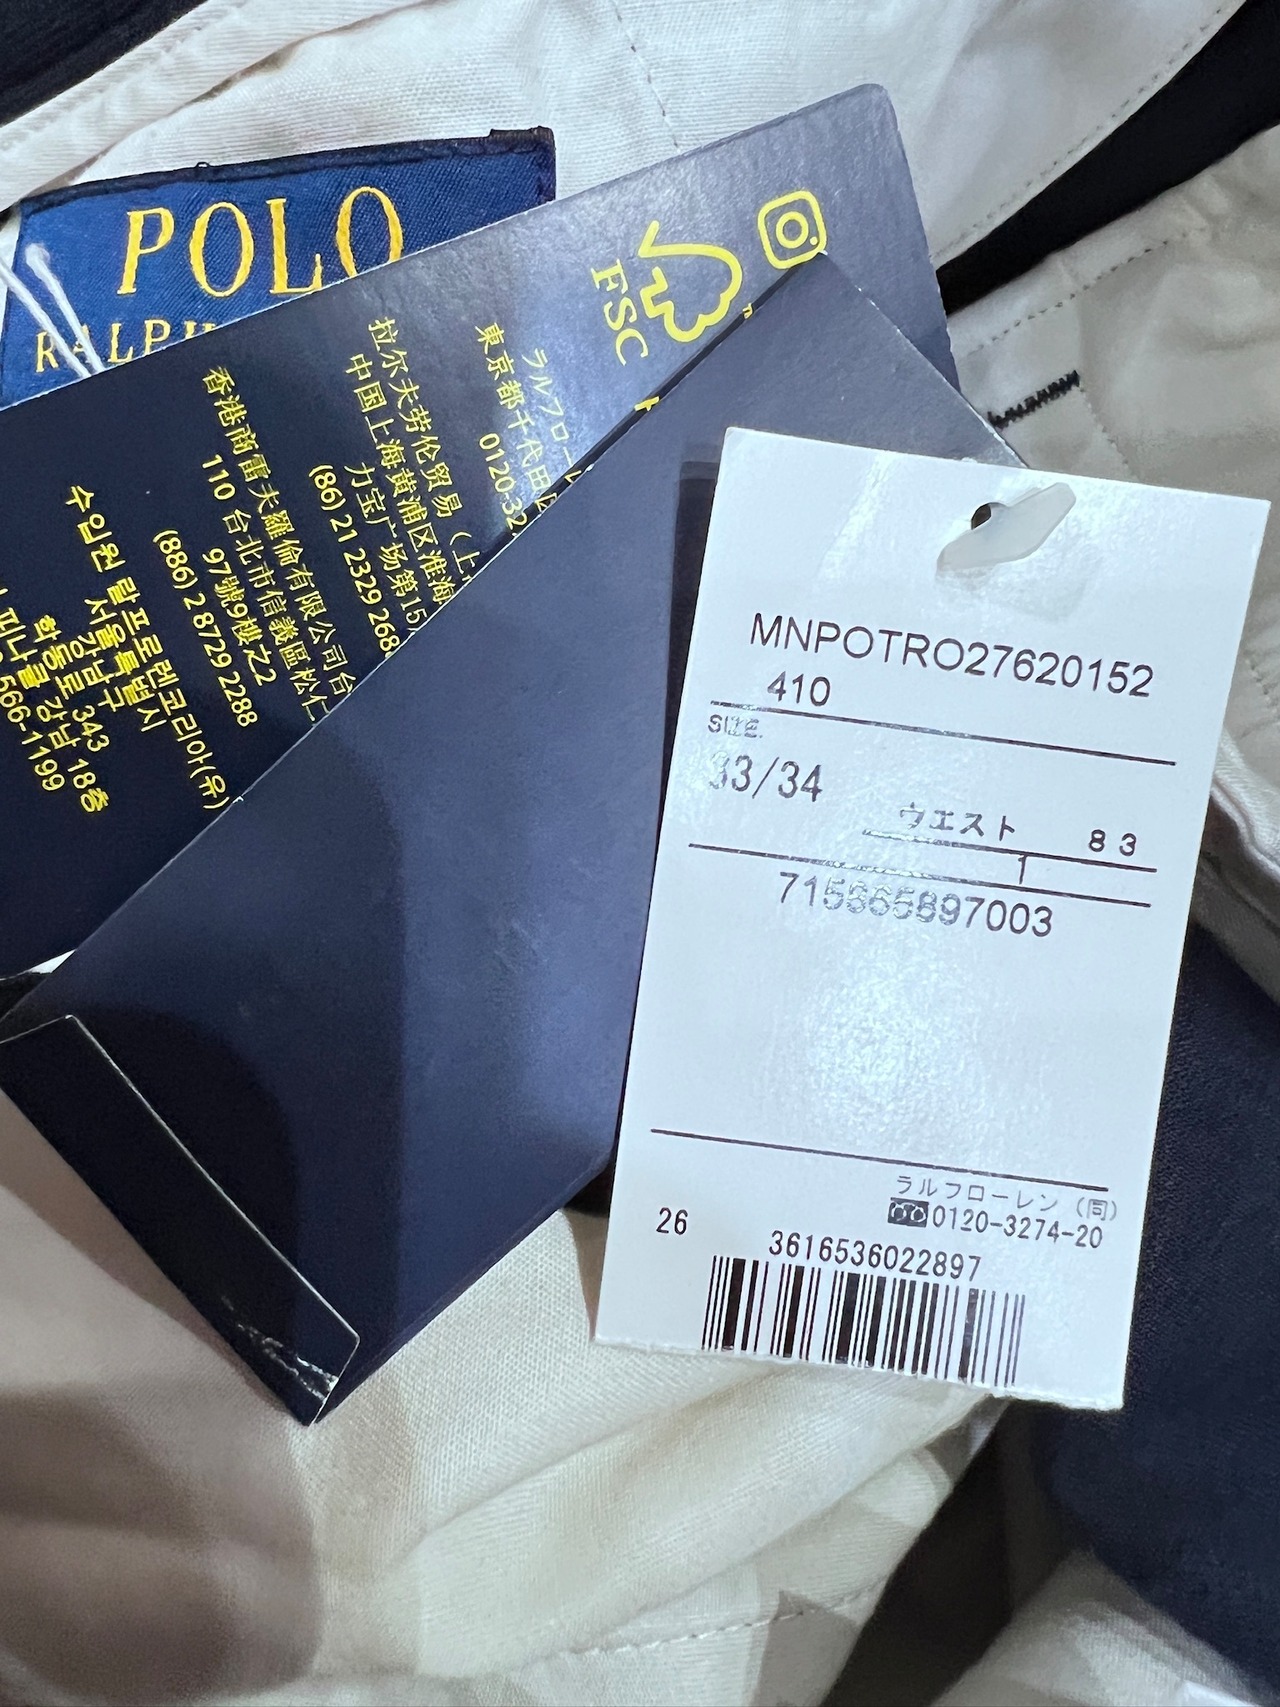 POLO
RALPH
FSC
ラルフロー
東京都千代田区
0120-32
拉尔夫劳伦贸易（上
中国上海黄浦区淮海
力宝广场第15
(86) 21 2329 268
香港商雷夫羅倫有限公司台
110 台北市信義區松仁
97號9樓之2
(886) 2 8729 2288
수입원 랄프로렌코리아(유)
서울특별시
강남구
학동로 343
강남 18층
566-1199
MNPOTRO27620152
410
SIZE.
33/34
ウエスト 83
1
715865897003
ラルフローレン（同）
0120-3274-20
26
3616536022897